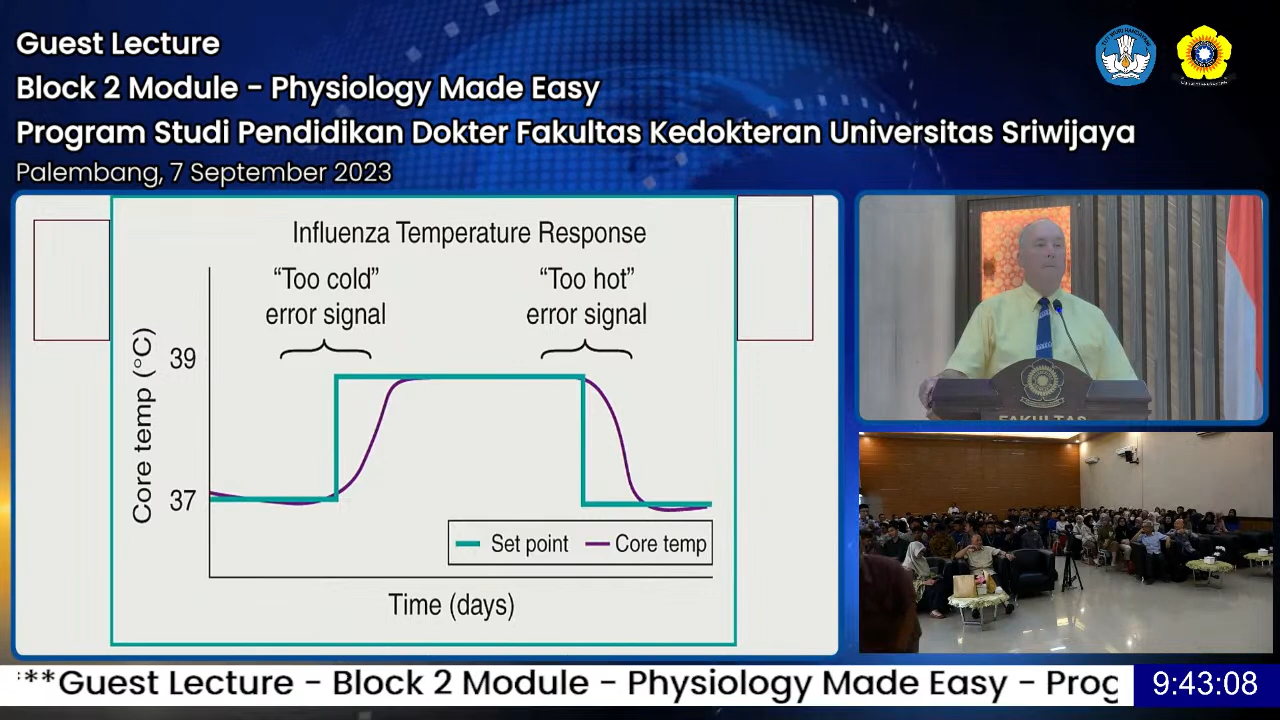 Guest Lecture
Block 2 Module - Physiology Made Easy
Program Studi Pendidikan Dokter Fakultas Kedokteran Universitas Sriwijaya
Palembang, 7 September 2023
Influenza Temperature Response
“Too cold”
error signal
“Too hot”
error signal
Core temp (°C)
39
37
Set point
Core temp
Time (days)
FAKULTAS
**Guest Lecture - Block 2 Module - Physiology Made Easy - Prog
9:43:08